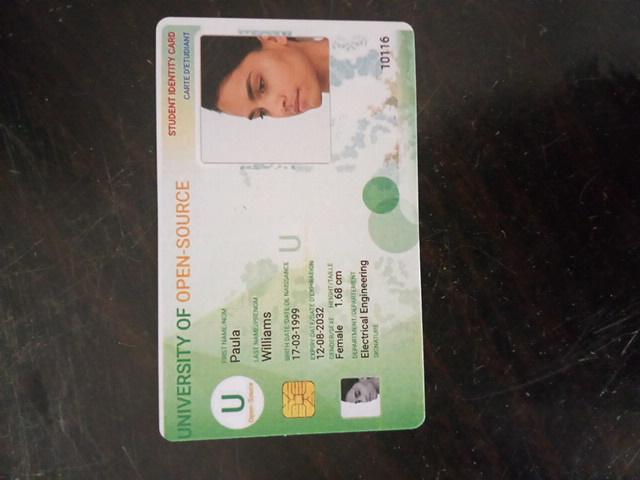 UNIVERSITY OF OPEN-SOURCE
STUDENT IDENTITY CARD
CARTE D'ETUDIANT
U
Open-Source
FIRST NAME/NOM
Paula
LAST NAME/PRENOM
Williams
U
BIRTH DATE/DATE DE NAISSANCE
17-03-1999
EXPIRY DATE/DATE D'EXPIRATION
12-08-2032
GENDER/SEXE HEIGHT/TAILLE
Female 1.68 cm
DEPARTMENT/DEPARTEMENT
Electrical Engineering
SIGNATURE
10116